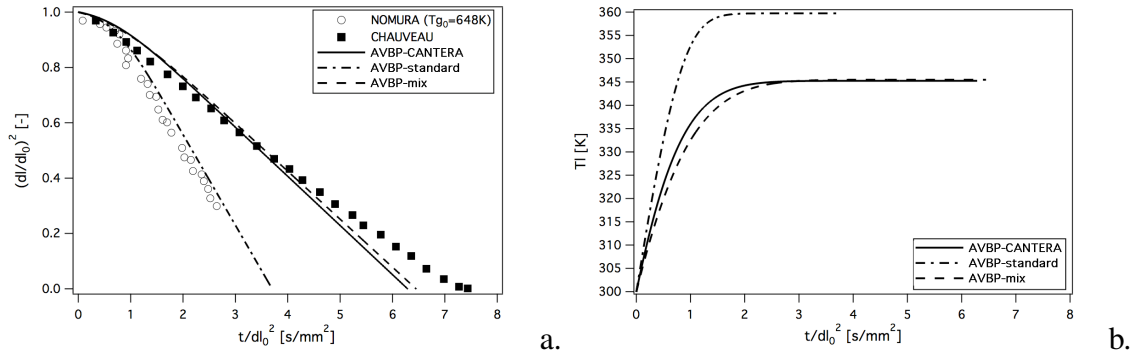 1.0
0.8
0.6
0.4
0.2
0.0
(dl/dl₀)² [-]
0 1 2 3 4 5 6 7 8
t/dl₀² [s/mm²]
NOMURA (Tg₀=648K)
CHAUVEAU
AVBP-CANTERA
AVBP-standard
AVBP-mix
a.
360
355
350
345
340
335
330
325
320
315
310
305
300
Tl [K]
0 1 2 3 4 5 6 7 8
t/dl₀² [s/mm²]
AVBP-CANTERA
AVBP-standard
AVBP-mix
b.